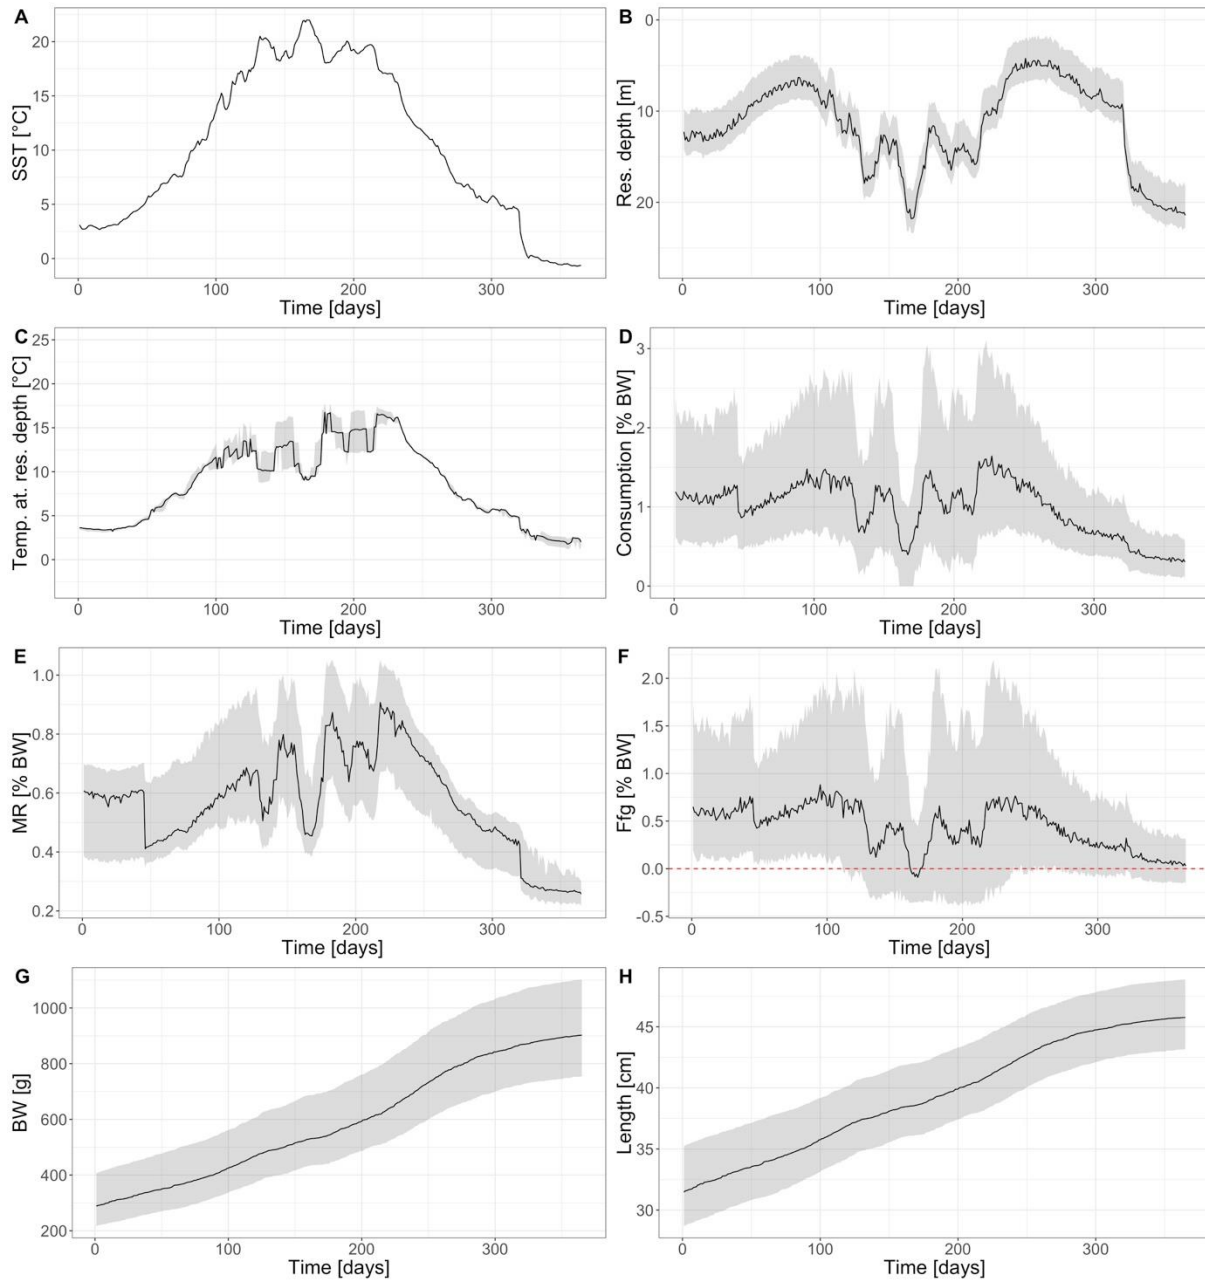 A
SST [°C]
20
15
10
5
0
0 100 200 300
Time [days]
B
Res. depth [m]
0
10
20
0 100 200 300
Time [days]
C
Temp. at. res. depth [°C]
25
20
15
10
5
0
0 100 200 300
Time [days]
D
Consumption [% BW]
3
2
1
0
0 100 200 300
Time [days]
E
MR [% BW]
1.0
0.8
0.6
0.4
0.2
0 100 200 300
Time [days]
F
Ffg [% BW]
2.0
1.5
1.0
0.5
0.0
-0.5
0 100 200 300
Time [days]
G
BW [g]
1000
800
600
400
200
0 100 200 300
Time [days]
H
Length [cm]
45
40
35
30
0 100 200 300
Time [days]